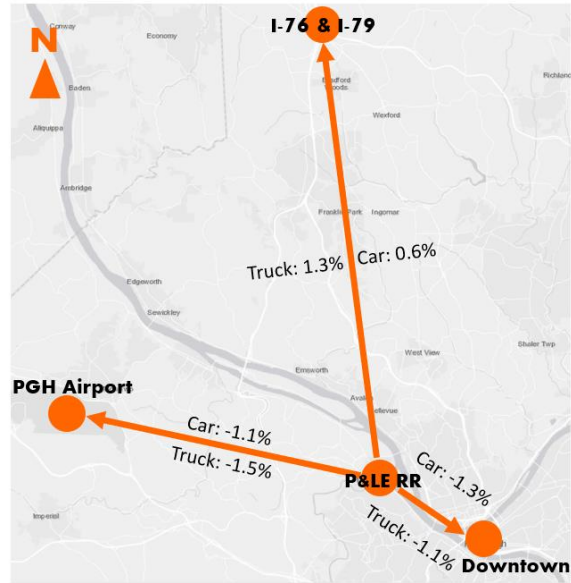 Conway
I-76 & I-79
N
Economy
Baden
Richland
Bradford
Woods
Wexford
Aliquippa
Ambridge
Franklin Park
Ingomar
Truck: 1.3%
Car: 0.6%
Edgeworth
Sewickley
Shaler Twp
West View
Emsworth
PGH Airport
Avalon
Bellevue
Car: -1.1%
Truck: -1.5%
Car: -1.3%
P&LE RR
Imperial
Truck: -1.1%
Downtown